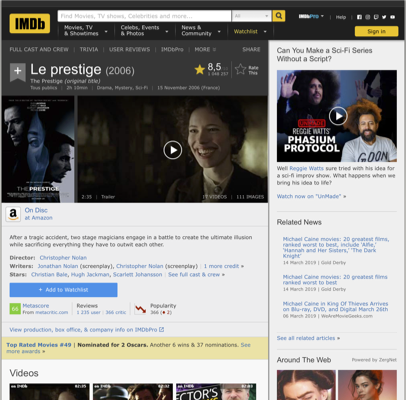 IMDb
Find Movies, TV shows, Celebrities and more...
All
Movies, TV & Showtimes
Celebs, Events & Photos
News & Community
Watchlist
IMDbPro
Help
Sign in
FULL CAST AND CREW | TRIVIA | USER REVIEWS | IMDbPro | MORE
SHARE
Le prestige (2006)
The Prestige (original title)
Tous publics | 2h 10min | Drama, Mystery, Sci-Fi | 15 November 2006 (France)
8,5
Rate This
THE PRESTIGE
2:35 | Trailer
17 VIDEOS | 111 IMAGES
On Disc
at Amazon
After a tragic accident, two stage magicians engage in a battle to create the ultimate illusion
while sacrificing everything they have to outwit each other.
Director: Christopher Nolan
Writers: Jonathan Nolan (screenplay), Christopher Nolan (screenplay) | 1 more credit »
Stars: Christian Bale, Hugh Jackman, Scarlett Johansson | See full cast & crew »
+ Add to Watchlist
Metascore
From metacritic.com
Reviews
1 235 user | 366 critic
Popularity
366
View production, box office, & company info on IMDbPro
Top Rated Movies #49 | Nominated for 2 Oscars. Another 6 wins & 37 nominations. See
more awards »
Videos
Can You Make a Sci-Fi Series
Without a Script?
REGGIE WATTS'
PHASIUM
PROTOCOL
Well Reggie Watts sure tried with his idea for
a sci-fi improv show. What happens when
we bring his idea to life?
Watch now on "UnMade" »
Related News
Michael Caine movies: 20 greatest films,
ranked worst to best, include 'Alfie,'
'Hannah and Her Sisters,' 'The Dark
Knight'
14 March 2019 | Gold Derby
Michael Caine movies: 20 greatest films
ranked worst to best
14 March 2019 | Gold Derby
Michael Caine in King Of Thieves Arrives
on Blu-ray, DVD, and Digital March 26th
06 WeAreMovieGeeks.com
See all related articles »
Around The Web
Powered by ZergNet